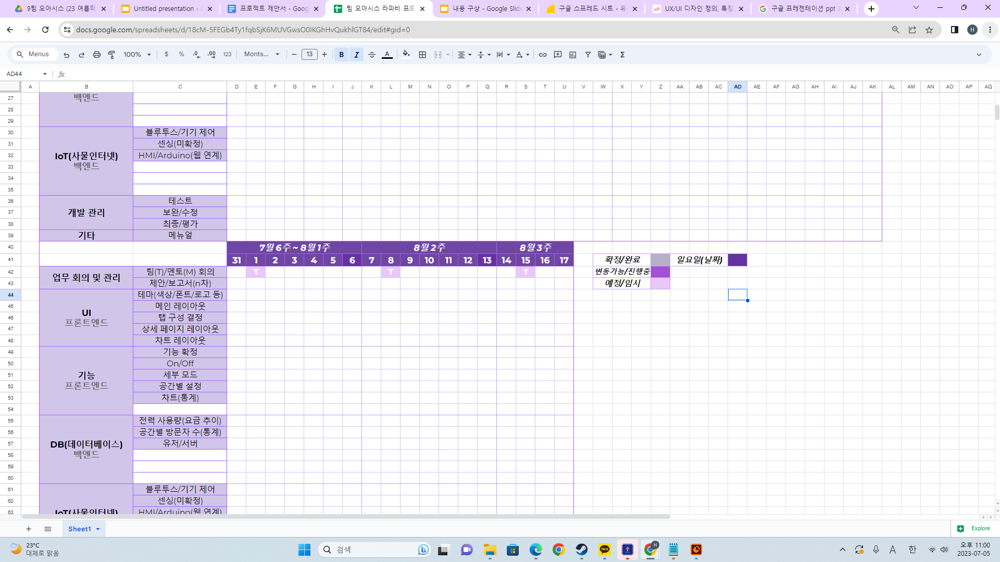 9팀 오아시스 (23 여름학
Untitled presentation - G
프로젝트 제안서 - Goog
팀 오아시스 라파비 프로
내용 구상 - Google Slide
구글 스프레드 시트 - 유
UX/UI 디자인 정의, 특징
구글 프레젠테이션 ppt
docs.google.com/spreadsheets/d/18cM-5FEGb4Ty1fqbSjK6MUVGwsO0IKGhHvQukhlGT84/edit#gid=0
H
Menus 100% $ % .0 .00 123 Monts... 13 B I A Σ
AD44 fx
A B C D E F G H I J K L M N O P Q R S T U V W X Y Z AA AB AC AD AE AF AG AH AI AJ AK AL AM AN AO AP AQ
27 백엔드
28
29
30 블루투스/기기 제어
31 센싱(미확정)
32 IoT(사물인터넷) HMI/Arduino(웹 연계)
33 백엔드
34
35
36 테스트
37 개발 관리 보완/수정
38 최종/평가
39 기타 메뉴얼
40 7월 6주 ~ 8월 1주 8월 2주 8월 3주
41 31 1 2 3 4 5 6 7 8 9 10 11 12 13 14 15 16 17 확정/완료 일요일(날짜)
42 업무 회의 및 관리 팀(T)/멘토(M) 회의 T T T 변동가능/진행중
43 제안/보고서(n차) 예정/임시
44 테마(색상/폰트/로고 등)
45 메인 레이아웃
46 UI 탭 구성 결정
47 프론트엔드 상세 페이지 레이아웃
48 차트 레이아웃
49 기능 확정
50 On/Off
51 기능 세부 모드
52 프론트엔드 공간별 설정
53 차트(통계)
54
55 전력 사용량(요금 추이)
56 공간별 방문자 수(통계)
57 DB(데이터베이스) 유저/서버
58 백엔드
59
60
61 블루투스/기기 제어
62 센싱(미확정)
63 IoT(사물인터넷) HMI/Arduino(웹 연계)
Sheet1
Explore
23°C
대체로 맑음
검색
TALK
H
A 한
오후 11:00
2023-07-05